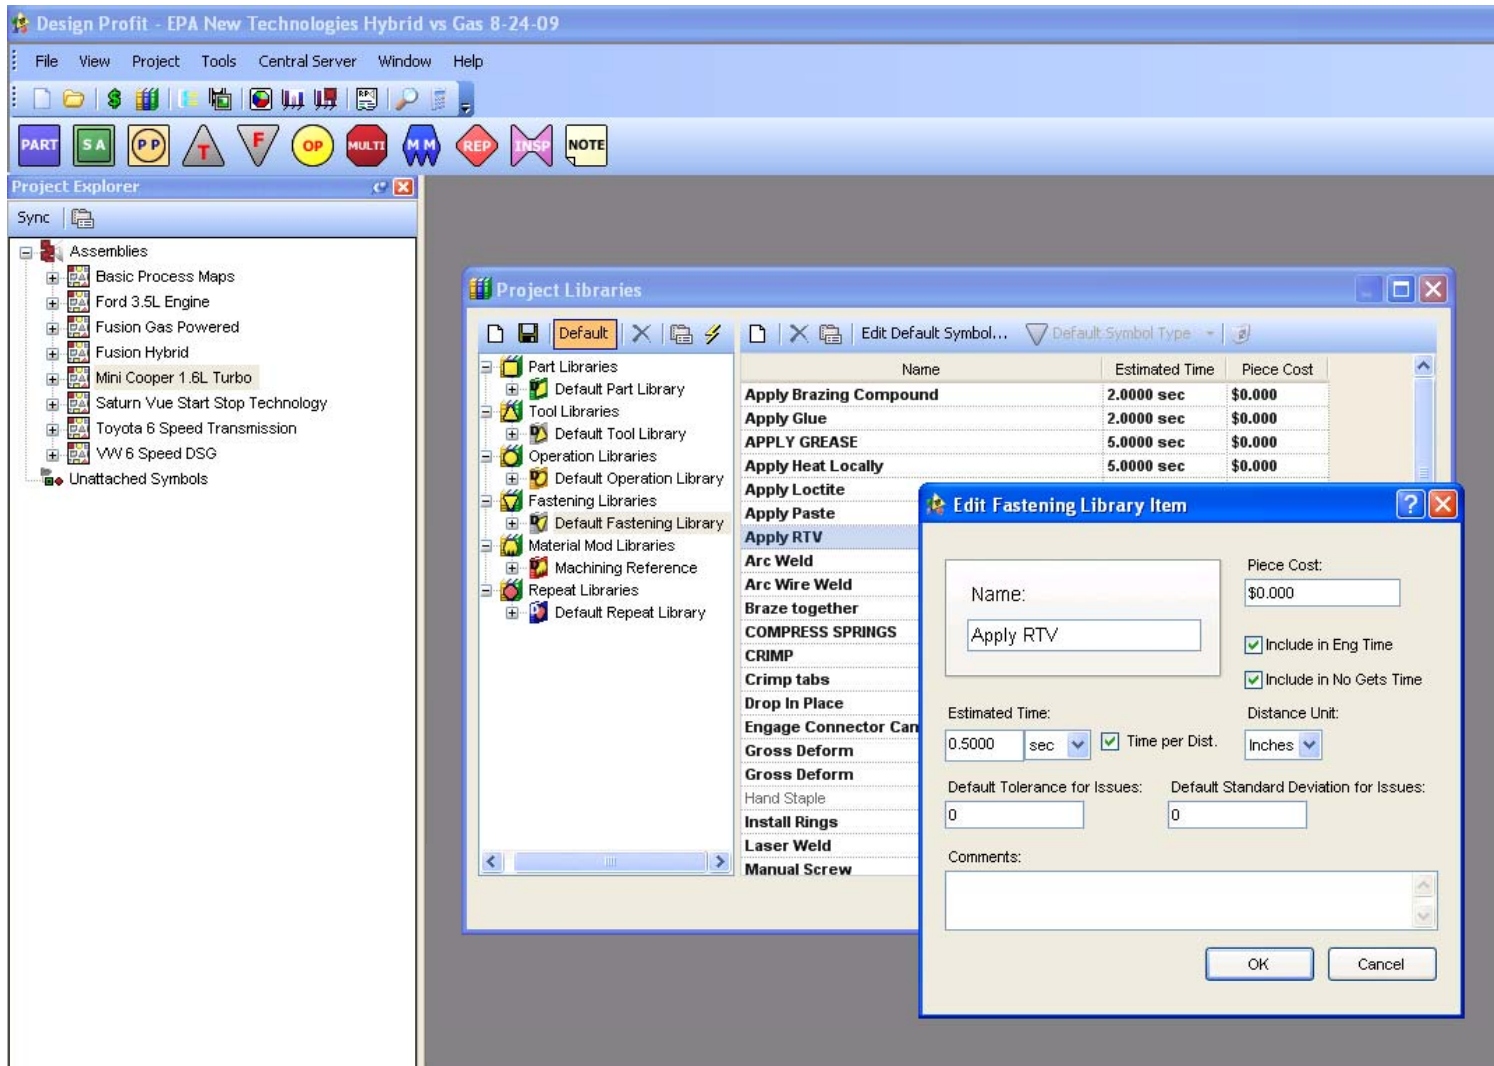 Design Profit - EPA New Technologies Hybrid vs Gas 8-24-09
File View Project Tools Central Server Window Help
PART SA PP T F OP MULTI MM REP INSP NOTE
Project Explorer
Sync
Assemblies
Basic Process Maps
Ford 3.5L Engine
Fusion Gas Powered
Fusion Hybrid
Mini Cooper 1.6L Turbo
Saturn Vue Start Stop Technology
Toyota 6 Speed Transmission
VW 6 Speed DSG
Unattached Symbols
Project Libraries
Default Edit Default Symbol... Default Symbol Type
Part Libraries
Default Part Library
Tool Libraries
Default Tool Library
Operation Libraries
Default Operation Library
Fastening Libraries
Default Fastening Library
Material Mod Libraries
Machining Reference
Repeat Libraries
Default Repeat Library
Name Estimated Time Piece Cost
Apply Brazing Compound 2.0000 sec $0.000
Apply Glue 2.0000 sec $0.000
APPLY GREASE 5.0000 sec $0.000
Apply Heat Locally 5.0000 sec $0.000
Apply Loctite
Apply Paste
Apply RTV
Arc Weld
Arc Wire Weld
Braze together
COMPRESS SPRINGS
CRIMP
Crimp tabs
Drop In Place
Engage Connector Can
Gross Deform
Gross Deform
Hand Staple
Install Rings
Laser Weld
Manual Screw
Edit Fastening Library Item
Name:
Apply RTV
Piece Cost:
$0.000
Include in Eng Time
Include in No Gets Time
Estimated Time:
0.5000 sec Time per Dist.
Distance Unit:
Inches
Default Tolerance for Issues: Default Standard Deviation for Issues:
0 0
Comments:
OK Cancel